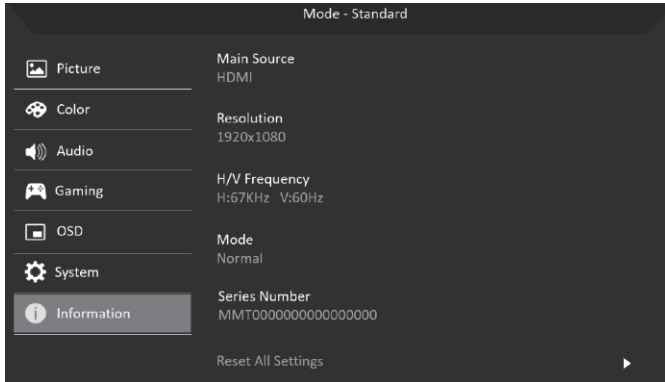 Mode - Standard
Picture
Color
Audio
Gaming
OSD
System
Information
Main Source
HDMI
Resolution
1920x1080
H/V Frequency
H:67KHz V:60Hz
Mode
Normal
Series Number
MMT0000000000000000
Reset All Settings